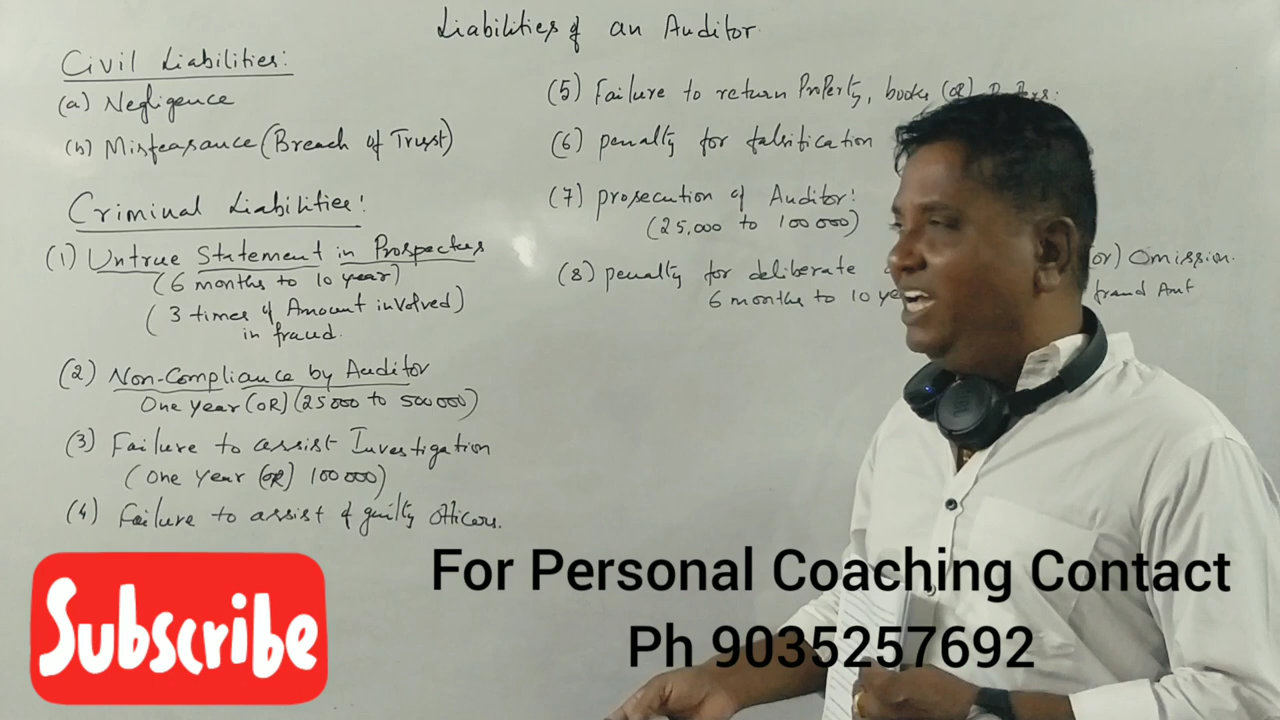 Liabilities of an Auditor.
Civil Liabilities:
(a) Negligence
(b) Misfeasance (Breach of Trust)
Criminal Liabilities:
(1) Untrue Statement in Prospectus
(6 months to 10 year)
(3 times of Amount involved)
in fraud.
(2) Non-Compliance by Auditor
One year (OR) (25000 to 500000)
(3) Failure to assist Investigation
(One year (OR) 100000)
(4) Failure to assist of guilty officers.
(5) Failure to return Property, books (OR)
(6) penalty for falsification
(7) prosecution of Auditor:
(25,000 to 100000)
(8) penalty for deliberate (or) Omission.
6 months to 10 fraud Amt
Subscribe
For Personal Coaching Contact
Ph 9035257692